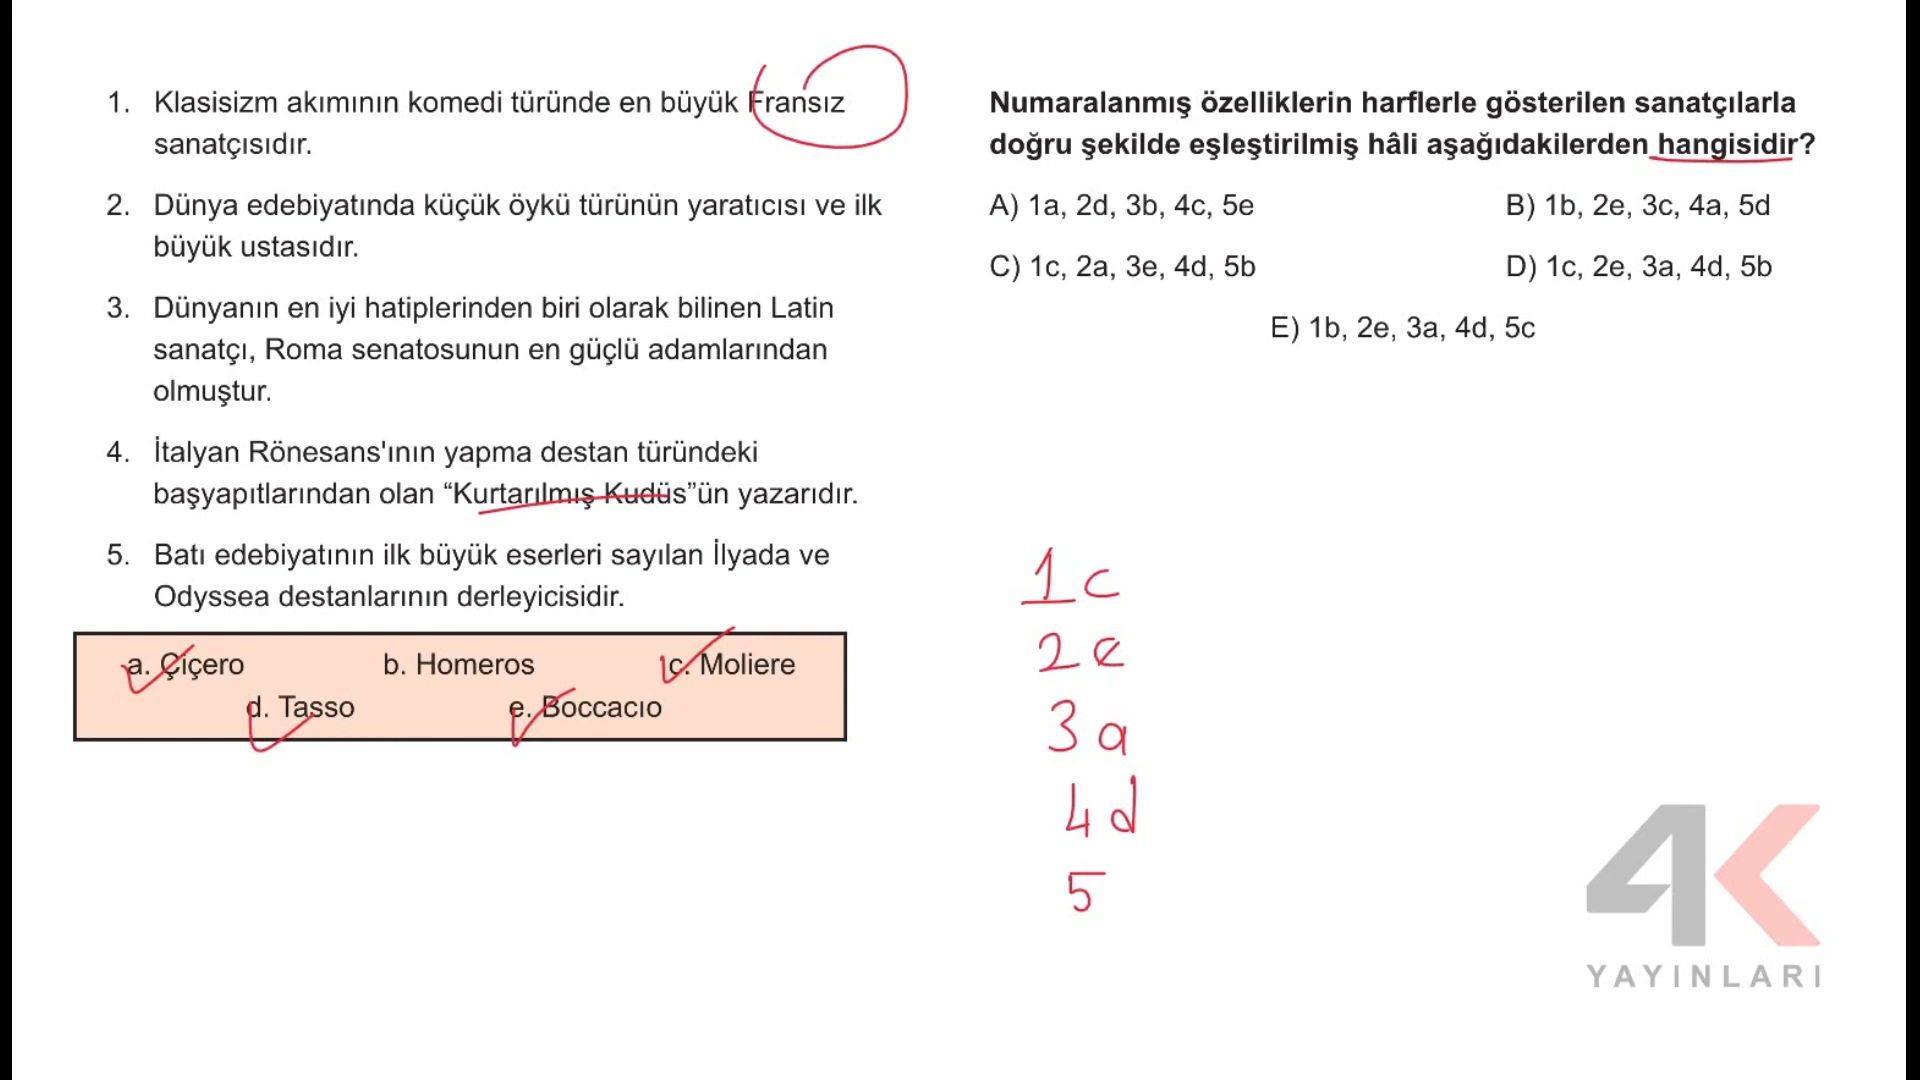 1. Klasisizm akımının komedi türünde en büyük Fransız
sanatçısıdır.
2. Dünya edebiyatında küçük öykü türünün yaratıcısı ve ilk
büyük ustasıdır.
3. Dünyanın en iyi hatiplerinden biri olarak bilinen Latin
sanatçı, Roma senatosunun en güçlü adamlarından
olmuştur.
4. İtalyan Rönesans'ının yapma destan türündeki
başyapıtlarından olan “Kurtarılmış Kudüs”ün yazarıdır.
5. Batı edebiyatının ilk büyük eserleri sayılan İlyada ve
Odyssea destanlarının derleyicisidir.
a. Çiçero b. Homeros c. Moliere
d. Tasso e. Boccacıo
Numaralanmış özelliklerin harflerle gösterilen sanatçılarla
doğru şekilde eşleştirilmiş hâli aşağıdakilerden hangisidir?
A) 1a, 2d, 3b, 4c, 5e B) 1b, 2e, 3c, 4a, 5d
C) 1c, 2a, 3e, 4d, 5b D) 1c, 2e, 3a, 4d, 5b
E) 1b, 2e, 3a, 4d, 5c
1c
2e
3a
4d
5
4K
YAYINLARI